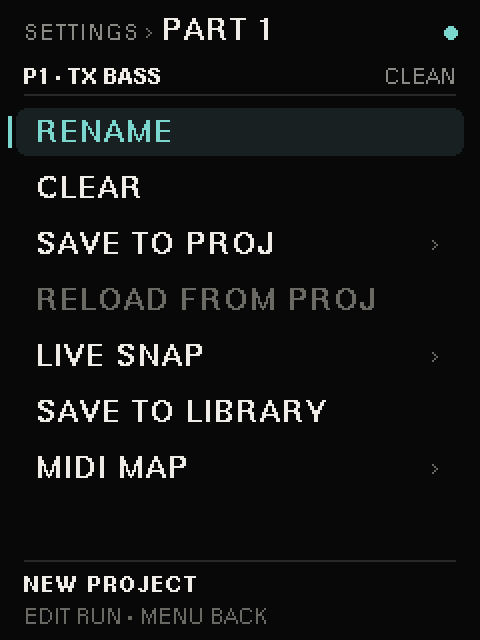 SETTINGS › PART 1
P1 · TX BASS CLEAN
RENAME
CLEAR
SAVE TO PROJ ›
RELOAD FROM PROJ
LIVE SNAP ›
SAVE TO LIBRARY
MIDI MAP ›
NEW PROJECT
EDIT RUN · MENU BACK